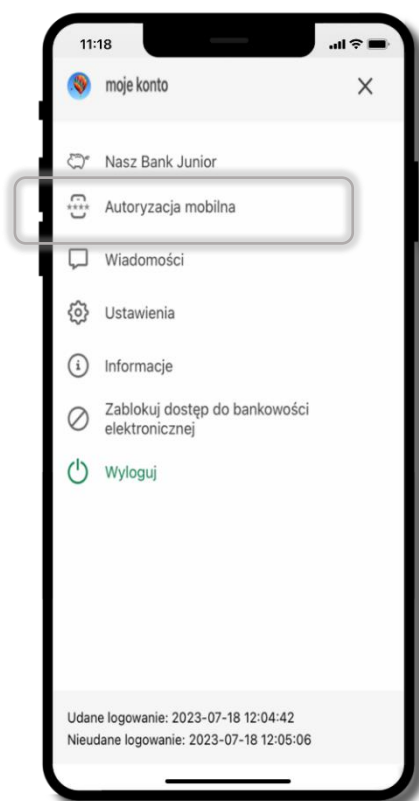 11:18
moje konto
Nasz Bank Junior
Autoryzacja mobilna
Wiadomości
Ustawienia
Informacje
Zablokuj dostęp do bankowości
elektronicznej
Wyloguj
Udane logowanie: 2023-07-18 12:04:42
Nieudane logowanie: 2023-07-18 12:05:06